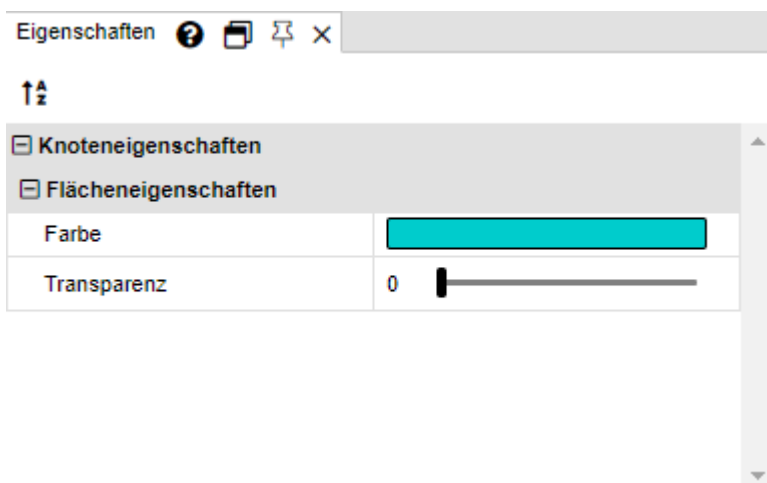 Eigenschaften
Knoteneigenschaften
Flächeneigenschaften
Farbe
Transparenz 0